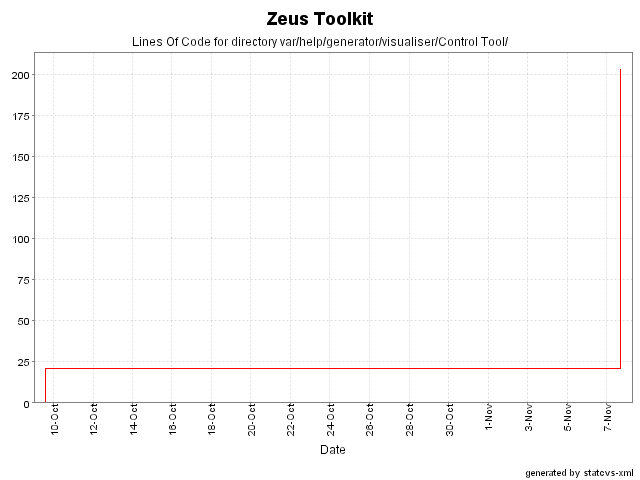 Zeus Toolkit
Lines Of Code for directory var/help/generator/visualiser/Control Tool/
200
175
150
125
100
75
50
25
0
10-Oct
12-Oct
14-Oct
16-Oct
18-Oct
20-Oct
22-Oct
24-Oct
26-Oct
28-Oct
30-Oct
1-Nov
3-Nov
5-Nov
7-Nov
Date
generated by statcvs-xml